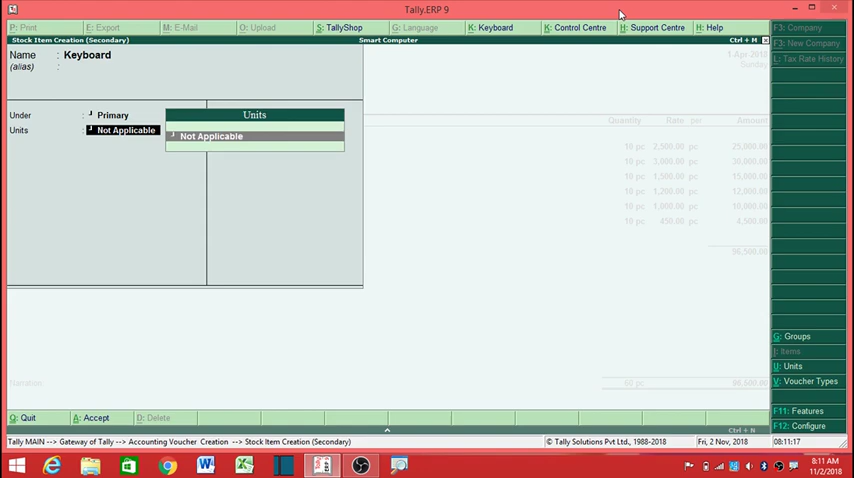 Tally.ERP 9
P: Print E: Export M: E-Mail O: Upload S: TallyShop G: Language K: Keyboard K: Control Centre H: Support Centre H: Help F3: Company
Stock Item Creation (Secondary) Smart Computer Ctrl + M
F3: New Company
Name : Keyboard 1-Apr-2018
(alias) : Sunday
L: Tax Rate History
Under : Primary
Units : Not Applicable
Units
Not Applicable
Quantity Rate per Amount
10 pc 2,500.00 pc 25,000.00
10 pc 3,000.00 pc 30,000.00
10 pc 1,500.00 pc 15,000.00
10 pc 1,200.00 pc 12,000.00
10 pc 1,000.00 pc 10,000.00
10 pc 450.00 pc 4,500.00
96,500.00
G: Groups
I: Items
U: Units
V: Voucher Types
Narration 60 pc 96,500.00
F11: Features
Q: Quit A: Accept D: Delete
F12: Configure
Ctrl + N
Tally MAIN --> Gateway of Tally --> Accounting Voucher Creation --> Stock Item Creation (Secondary) © Tally Solutions Pvt Ltd., 1988-2018 Fri, 2 Nov, 2018 08:11:17
8:11 AM
11/2/2018